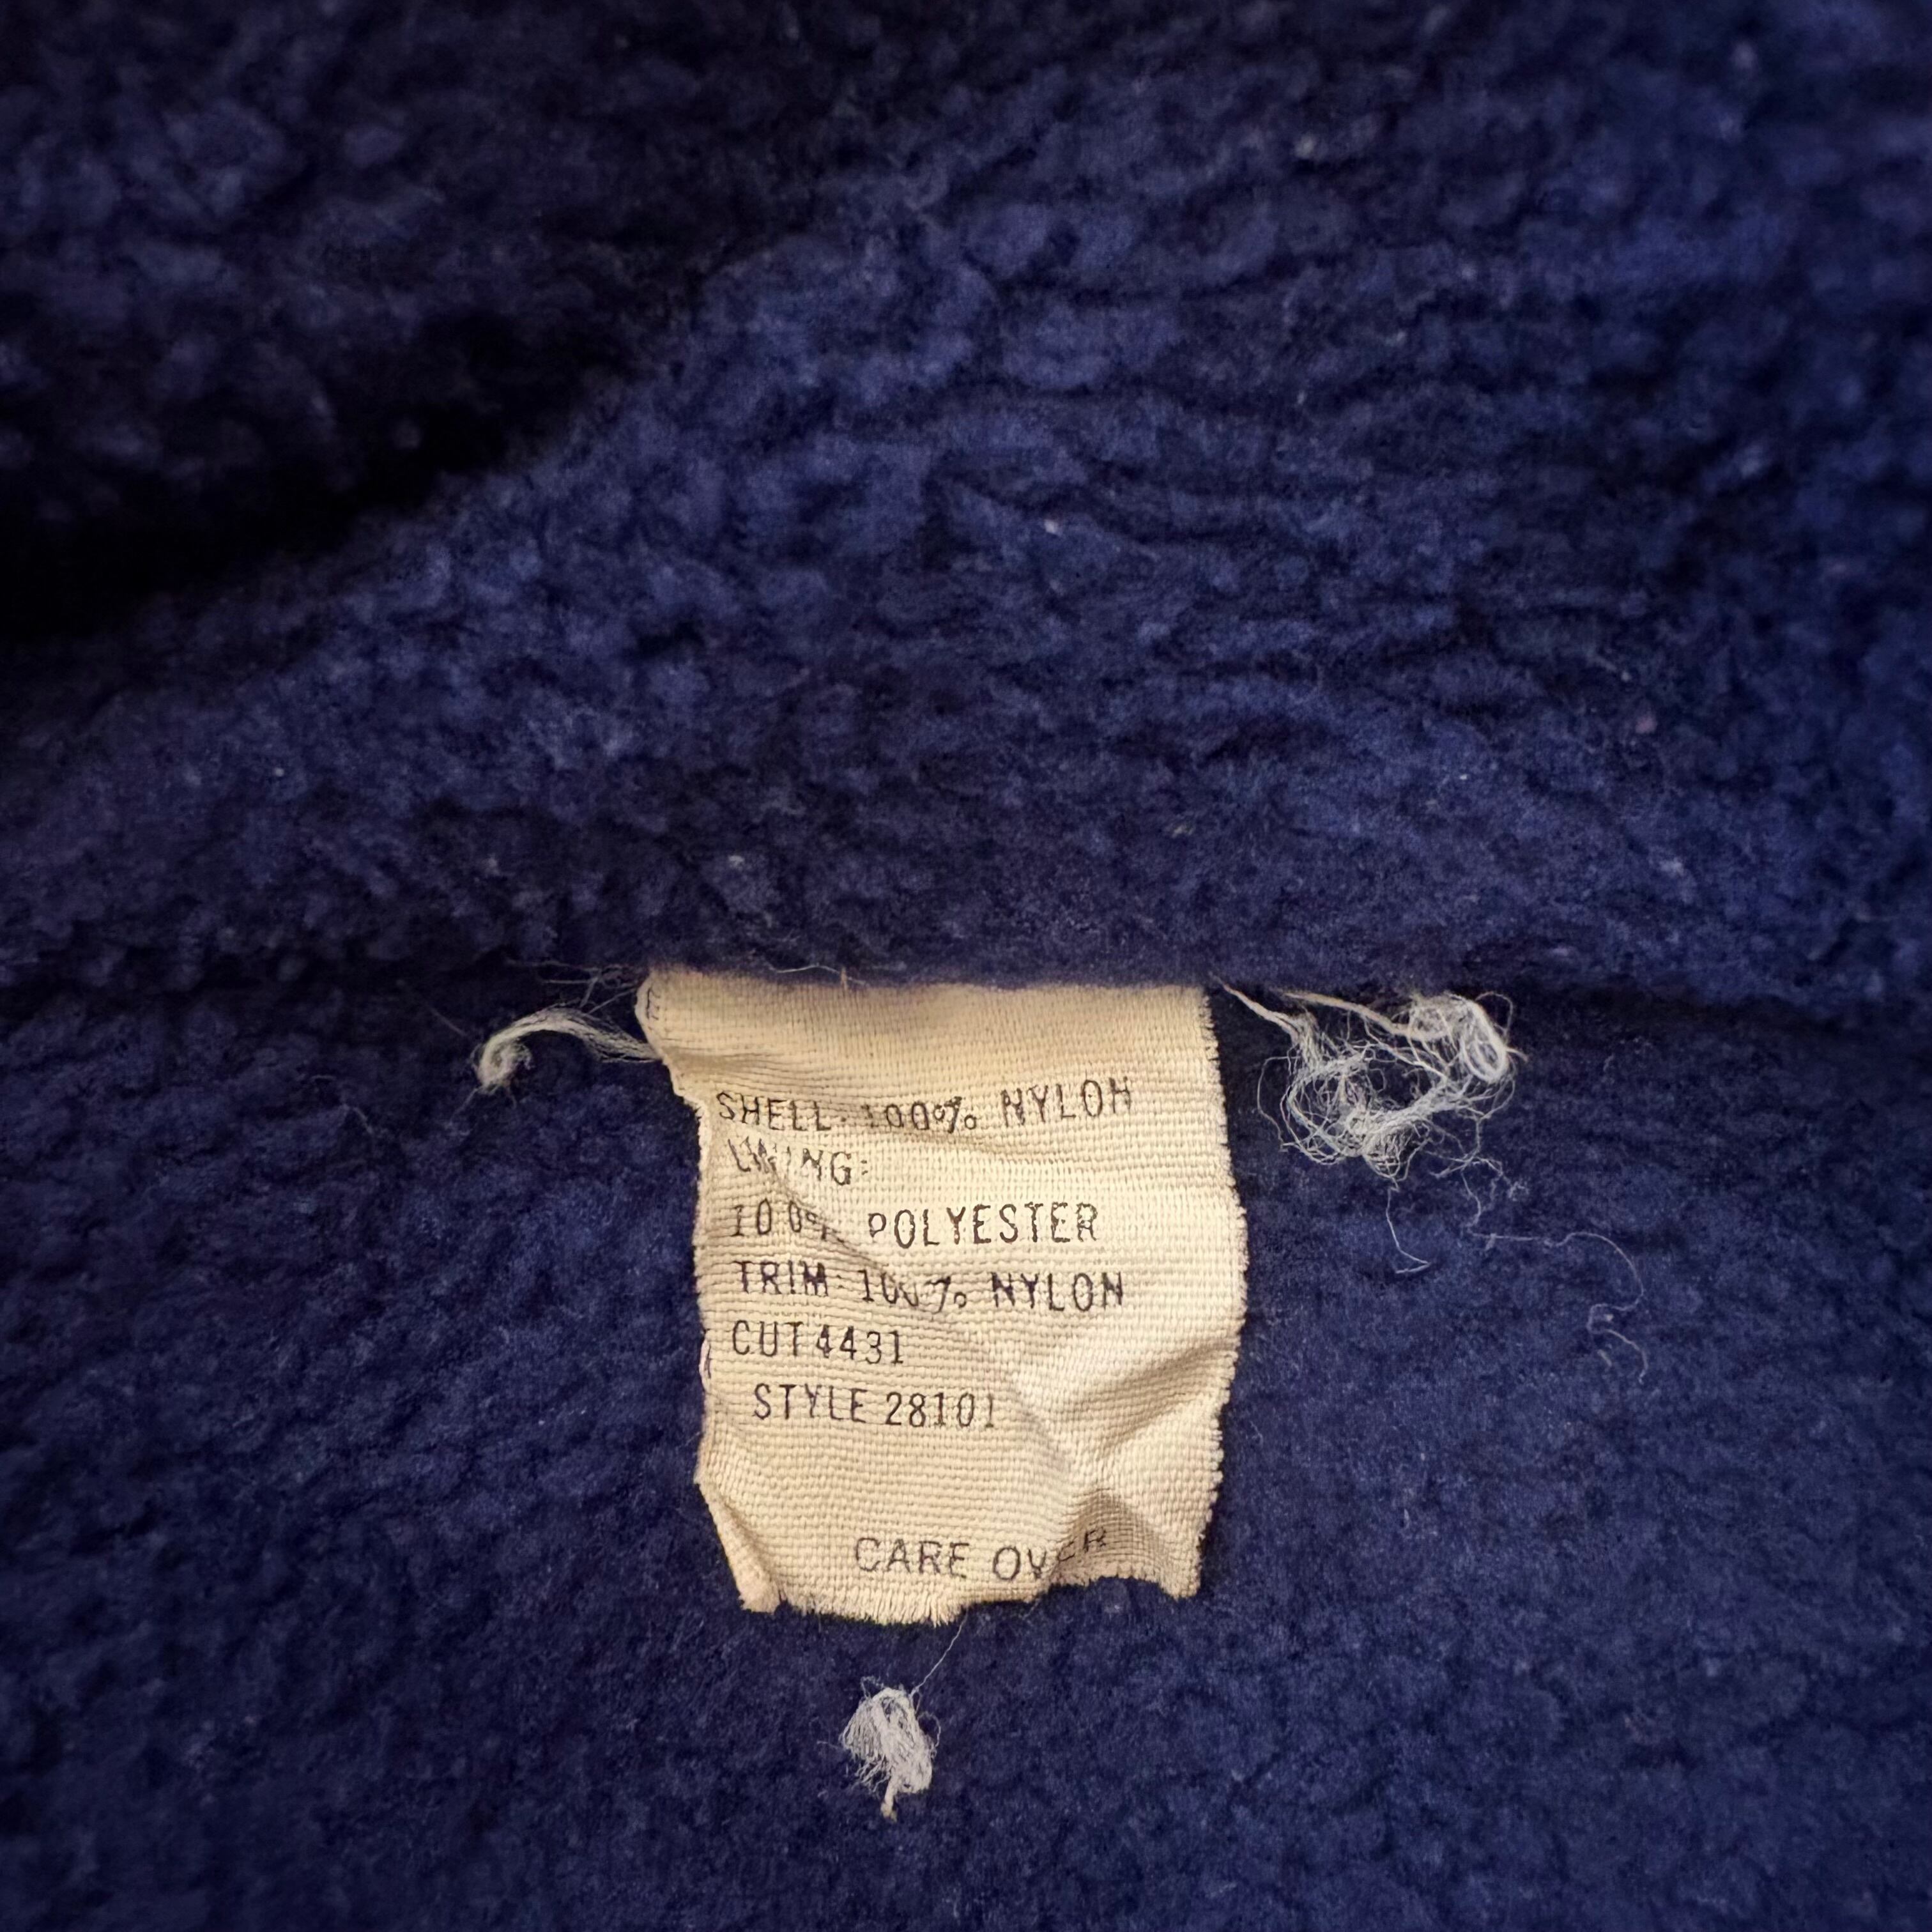 SHELL: 100% NYLON
LINING:
100% POLYESTER
TRIM: 100% NYLON
CUT 4431
STYLE 28101
CARE OVER